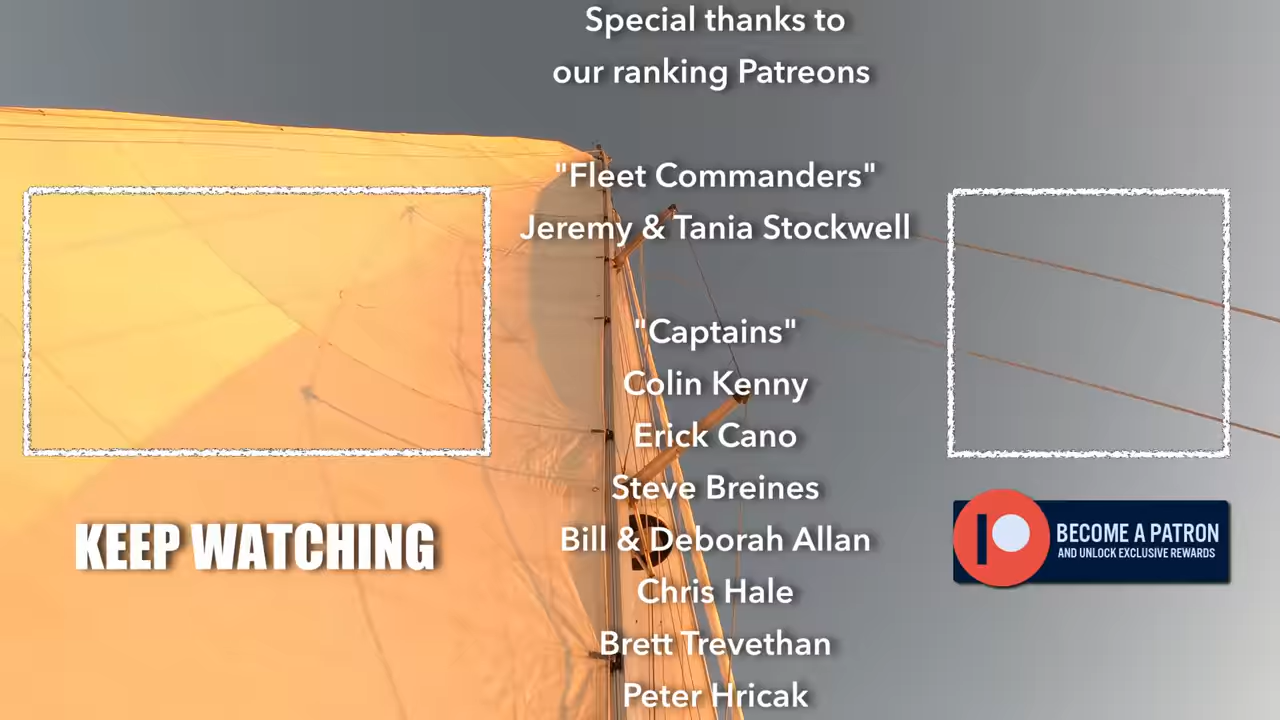 Special thanks to
our ranking Patreons
"Fleet Commanders"
Jeremy & Tania Stockwell
"Captains"
Colin Kenny
Erick Cano
Steve Breines
Bill & Deborah Allan
Chris Hale
Brett Trevethan
Peter Hricak
KEEP WATCHING
BECOME A PATRON
AND UNLOCK EXCLUSIVE REWARDS